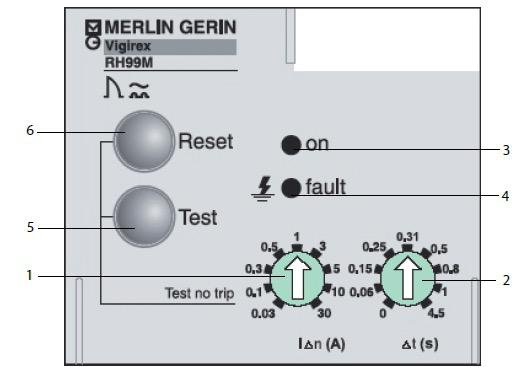 MERLIN GERIN
Vigirex
RH99M
6
Reset
on
3
fault
4
5
Test
1
0.5 1 3
0.3 5
0.1 10
0.03 30
0.25 0.31 0.5
0.15 0.8
0.06 1
0 4.5
2
Test no trip
I∆n (A)
∆t (s)